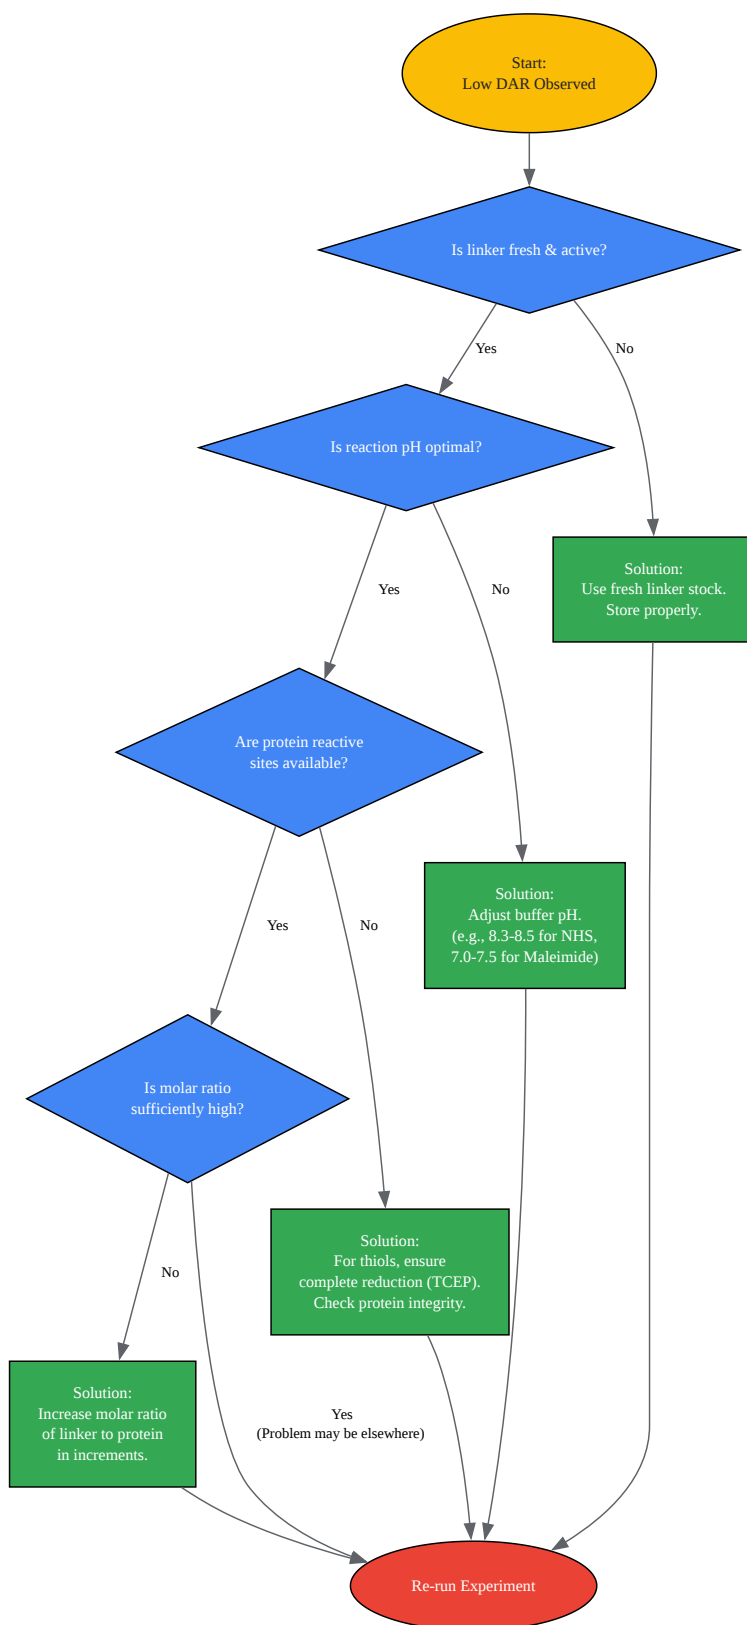 Start:
Low DAR Observed
Is linker fresh & active?
Yes
No
Is reaction pH optimal?
Yes
No
Solution:
Use fresh linker stock.
Store properly.
Are protein reactive
sites available?
Yes
No
Solution:
Adjust buffer pH.
(e.g., 8.3-8.5 for NHS,
7.0-7.5 for Maleimide)
Is molar ratio
sufficiently high?
No
Solution:
For thiols, ensure
complete reduction (TCEP).
Check protein integrity.
Solution:
Increase molar ratio
of linker to protein
in increments.
Yes
(Problem may be elsewhere)
Re-run Experiment